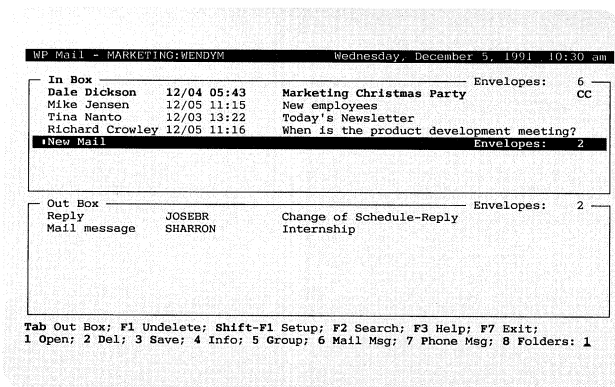 WP Mail - MARKETING:WENDYM Wednesday, December 5, 1991 10:30 am
In Box Envelopes: 6
Dale Dickson 12/04 05:43 Marketing Christmas Party CC
Mike Jensen 12/05 11:15 New employees
Tina Nanto 12/03 13:22 Today's Newsletter
Richard Crowley 12/05 11:16 When is the product development meeting?
New Mail Envelopes: 2
Out Box Envelopes: 2
Reply JOSEBR Change of Schedule-Reply
Mail message SHARRON Internship
Tab Out Box; F1 Undelete; Shift-F1 Setup; F2 Search; F3 Help; F7 Exit;
1 Open; 2 Del; 3 Save; 4 Info; 5 Group; 6 Mail Msg; 7 Phone Msg; 8 Folders: 1